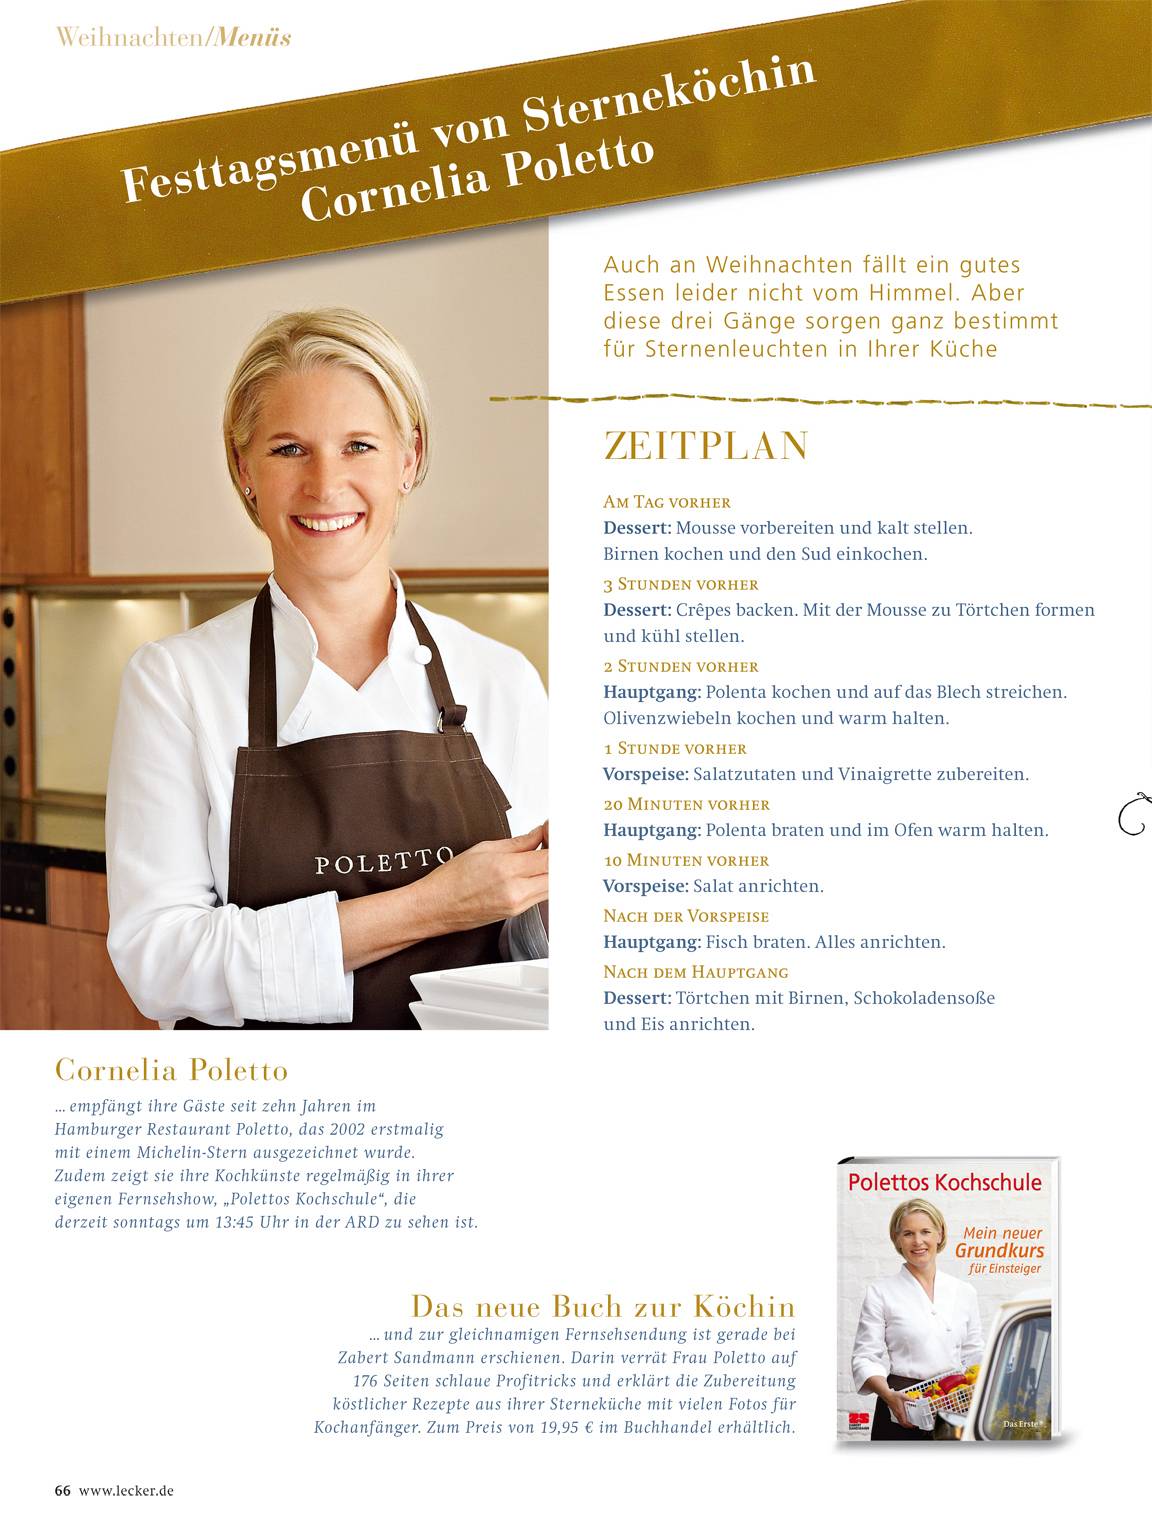 Weihnachten/Menüs
Festtagsmenü von Sterneköchin
Cornelia Poletto
Auch an Weihnachten fällt ein gutes
Essen leider nicht vom Himmel. Aber
diese drei Gänge sorgen ganz bestimmt
für Sternenleuchten in Ihrer Küche
ZEITPLAN
Am Tag vorher
Dessert: Mousse vorbereiten und kalt stellen.
Birnen kochen und den Sud einkochen.
3 Stunden vorher
Dessert: Crêpes backen. Mit der Mousse zu Törtchen formen
und kühl stellen.
2 Stunden vorher
Hauptgang: Polenta kochen und auf das Blech streichen.
Olivenzwiebeln kochen und warm halten.
1 Stunde vorher
Vorspeise: Salatzutaten und Vinaigrette zubereiten.
20 Minuten vorher
Hauptgang: Polenta braten und im Ofen warm halten.
10 Minuten vorher
Vorspeise: Salat anrichten.
Nach der Vorspeise
Hauptgang: Fisch braten. Alles anrichten.
Nach dem Hauptgang
Dessert: Törtchen mit Birnen, Schokoladensoße
und Eis anrichten.
POLETTO
Cornelia Poletto
... empfängt ihre Gäste seit zehn Jahren im
Hamburger Restaurant Poletto, das 2002 erstmalig
mit einem Michelin-Stern ausgezeichnet wurde.
Zudem zeigt sie ihre Kochkünste regelmäßig in ihrer
eigenen Fernsehshow, „Polettos Kochschule“, die
derzeit sonntags um 13:45 Uhr in der ARD zu sehen ist.
Das neue Buch zur Köchin
... und zur gleichnamigen Fernsehsendung ist gerade bei
Zabert Sandmann erschienen. Darin verrät Frau Poletto auf
176 Seiten schlaue Profitricks und erklärt die Zubereitung
köstlicher Rezepte aus ihrer Sterneküche mit vielen Fotos für
Kochanfänger. Zum Preis von 19,95 € im Buchhandel erhältlich.
Polettos Kochschule
Mein neuer
Grundkurs
für Einsteiger
ZS
ZABERT
SANDMANN
Das Erste®
66 www.lecker.de